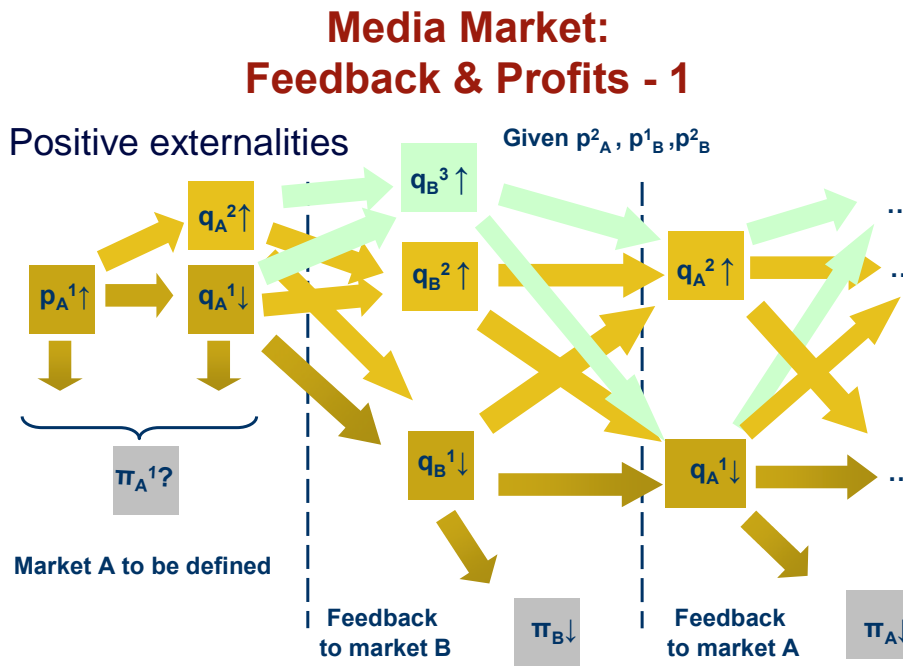 Media Market:
Feedback & Profits - 1
Positive externalities
Given p²A , p¹B ,p²B
qB³ ↑
qA² ↑
qB² ↑
qA² ↑
pA¹ ↑
qA¹ ↓
..
..
qB¹ ↓
qA¹ ↓
..
πA¹?
Market A to be defined
Feedback
to market B
πB↓
Feedback
to market A
πA↓